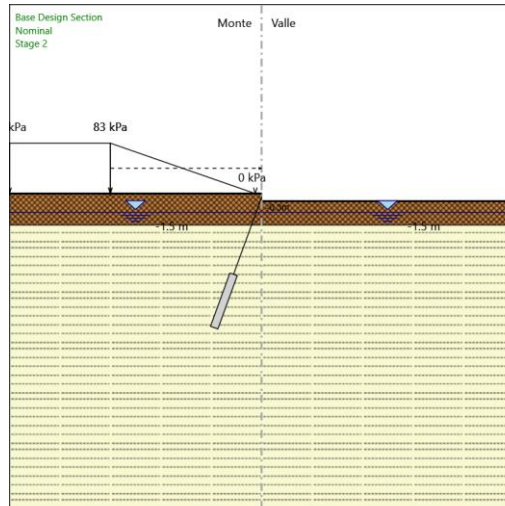 Base Design Section
Nominal
Stage 2
Monte
Valle
kPa
83 kPa
0 kPa
-1.5 m
-1.5 m